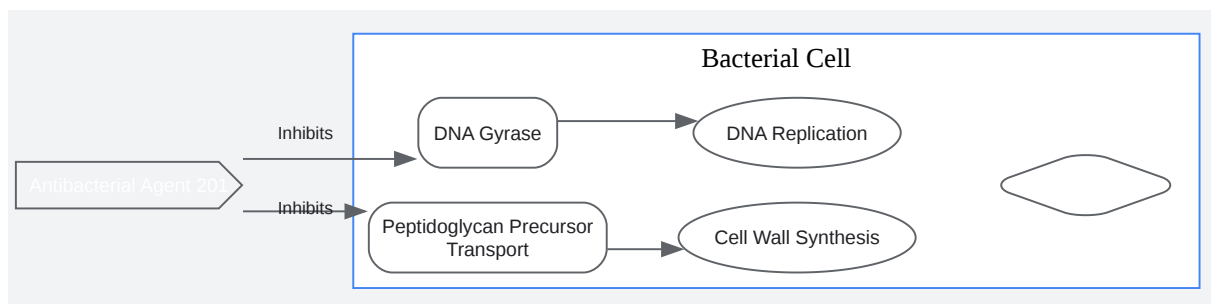 Bacterial Cell
Inhibits
DNA Gyrase
DNA Replication
Antibacterial Agent 201
Inhibits
Peptidoglycan Precursor
Transport
Cell Wall Synthesis